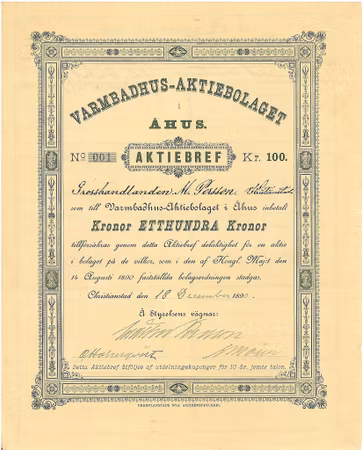 VARMBADHUS-AKTIEBOLAGET
I
ÅHUS.
No 001 AKTIEBREF Kr. 100.
Grosshandlanden M. Persson
som till Varmbadhus-Aktiebolaget i Åhus inbetalt
Kronor ETTHUNDRA Kronor
tillförsäkras genom detta Aktiebref delaktighet för en aktie
i bolaget på de vilkor, som i den af Kongl. Maj:t den
14 Augusti 1890 fastställda bolagsordningen stadgas.
Christianstad den 18 December 1890.
Å Styrelsens vägnar:
Detta Aktiebref åtföljes af utdelningskuponger för 10 år, jemte talon.